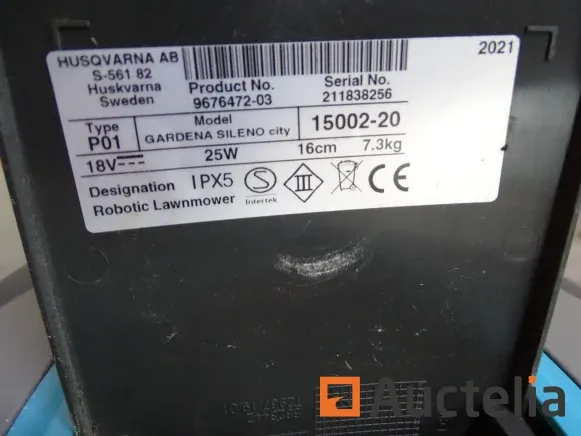 HUSQVARNA AB
S-561 82
Huskvarna
Sweden
Product No.
9676472-03
Serial No.
211838256
2021
Type
P01
Model
GARDENA SILENO city
15002-20
18V 25W 16cm 7.3kg
Designation IPX5
Robotic Lawnmower
S
Intertek
III
CE
Auctelia